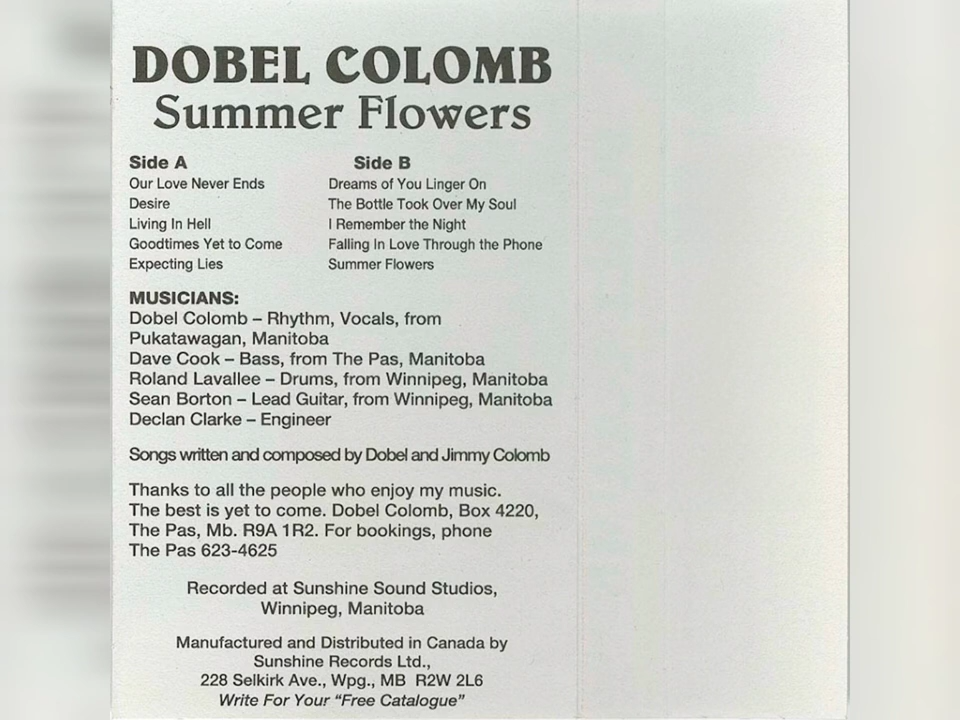 DOBEL COLOMB
Summer Flowers
Side A
Our Love Never Ends
Desire
Living In Hell
Goodtimes Yet to Come
Expecting Lies
Side B
Dreams of You Linger On
The Bottle Took Over My Soul
I Remember the Night
Falling In Love Through the Phone
Summer Flowers
MUSICIANS:
Dobel Colomb – Rhythm, Vocals, from
Pukatawagan, Manitoba
Dave Cook – Bass, from The Pas, Manitoba
Roland Lavallee – Drums, from Winnipeg, Manitoba
Sean Borton – Lead Guitar, from Winnipeg, Manitoba
Declan Clarke – Engineer
Songs written and composed by Dobel and Jimmy Colomb
Thanks to all the people who enjoy my music.
The best is yet to come. Dobel Colomb, Box 4220,
The Pas, Mb. R9A 1R2. For bookings, phone
The Pas 623-4625
Recorded at Sunshine Sound Studios,
Winnipeg, Manitoba
Manufactured and Distributed in Canada by
Sunshine Records Ltd.,
228 Selkirk Ave., Wpg., MB R2W 2L6
Write For Your “Free Catalogue”